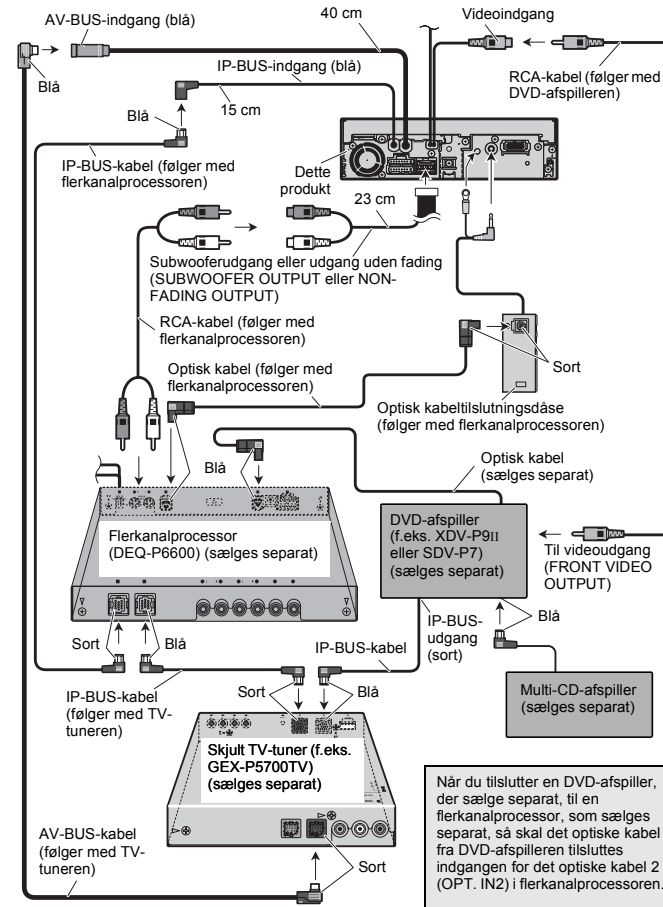 AV-BUS-indgang (blå)
40 cm
Videoindgang
Blå
IP-BUS-indgang (blå)
RCA-kabel (følger med
DVD-afspilleren)
Blå
15 cm
IP-BUS-kabel (følger med
flerkanalprocessoren)
Dette
produkt
23 cm
Subwooferudgang eller udgang uden fading
(SUBWOOFER OUTPUT eller NON-
FADING OUTPUT)
RCA-kabel (følger med
flerkanalprocessoren)
Sort
Optisk kabel (følger med
flerkanalprocessoren)
Optisk kabeltilslutningsdåse
(følger med flerkanalprocessoren)
Blå
Optisk kabel
(sælges separat)
Flerkanalprocessor
(DEQ-P6600) (sælges separat)
DVD-afspiller
(f.eks. XDV-P9II
eller SDV-P7)
(sælges separat)
Til videoudgang
(FRONT VIDEO
OUTPUT)
Sort
Blå
IP-BUS-kabel
IP-BUS-
udgang
(sort)
Blå
IP-BUS-kabel
(følger med TV-
tuneren)
Sort
Blå
Multi-CD-afspiller
(sælges separat)
Skjult TV-tuner (f.eks.
GEX-P5700TV)
(sælges separat)
AV-BUS-kabel
(følger med TV-
tuneren)
Sort
Når du tilslutter en DVD-afspiller,
der sælge separat, til en
flerkanalprocessor, som sælges
separat, så skal det optiske kabel
fra DVD-afspilleren tilsluttes
indgangen for det optiske kabel 2
(OPT. IN2) i flerkanalprocessoren.